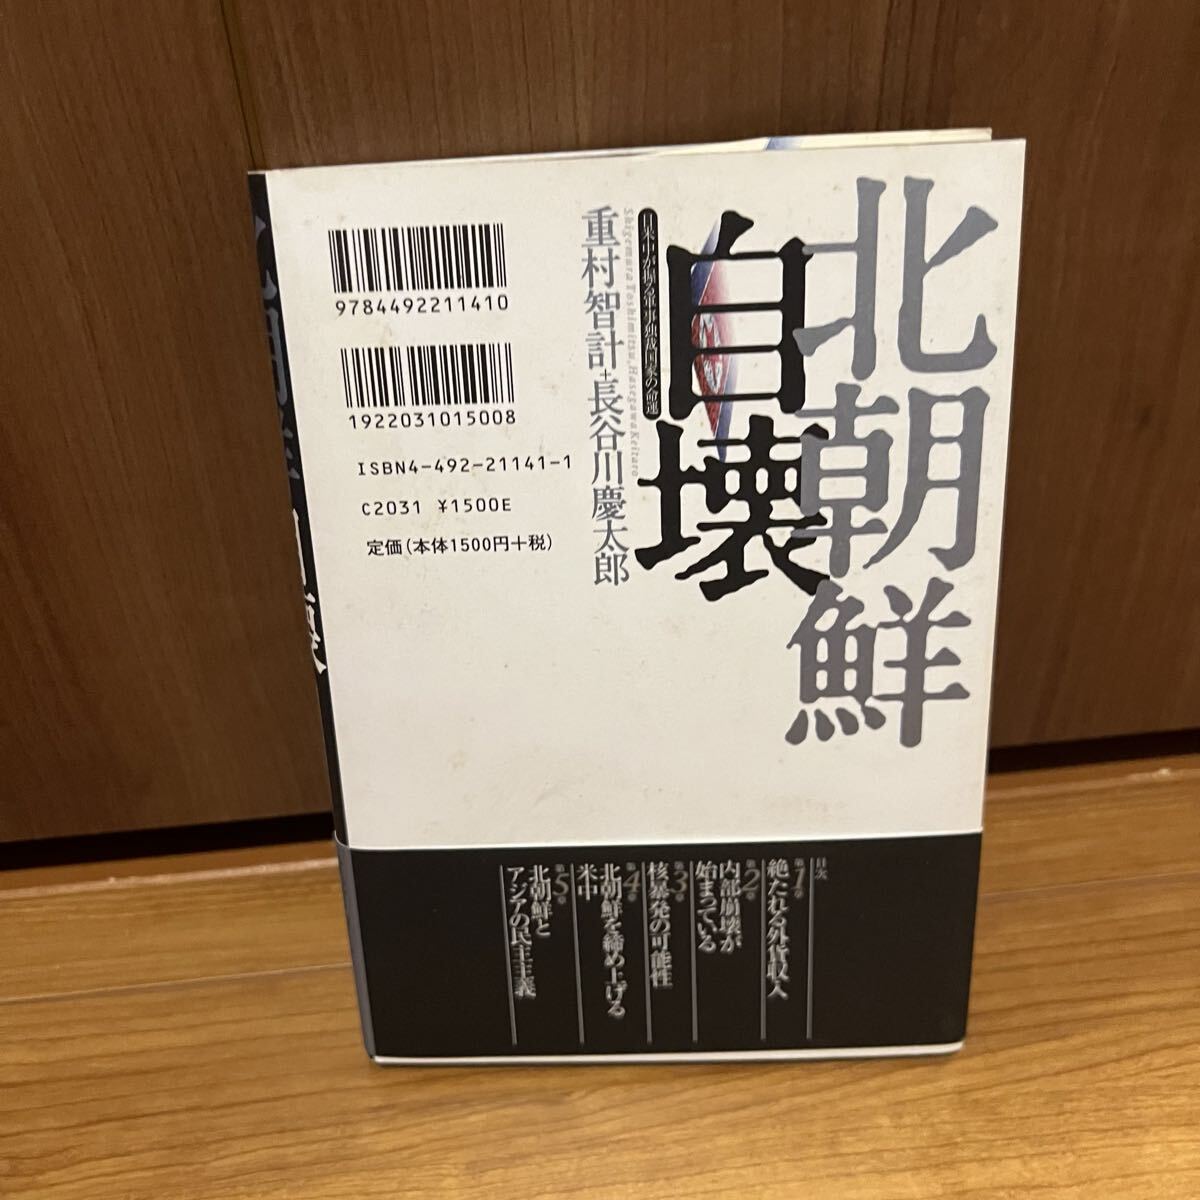 北朝鮮
自壊
日米中が握る軍事独裁国家の命運
Shigemura Toshimitsu, Hasegawa Keitaro
重村智計+長谷川慶太郎
9784492221410
1922031015008
ISBN4-492-21141-1
C2031 ¥1500E
定価(本体1500円+税)
目次
第1章
絶たれる外貨収入
第2章
内部崩壊が
始まっている
第3章
核暴発の可能性
第4章
北朝鮮を締め上げる
米中
第5章
北朝鮮と
アジアの民主主義